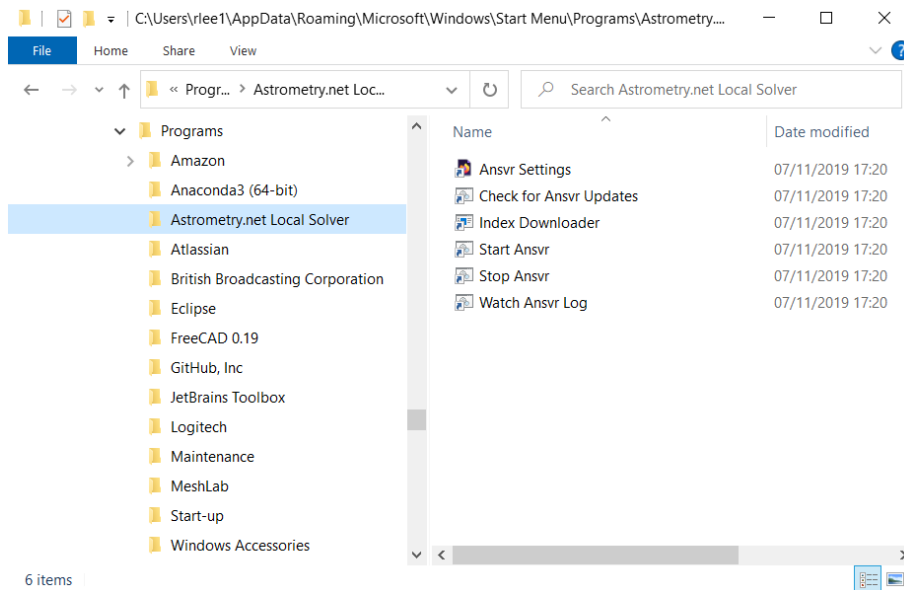 C:\Users\rlee1\AppData\Roaming\Microsoft\Windows\Start Menu\Programs\Astrometry....
File Home Share View ?
« Progr... > Astrometry.net Loc... Search Astrometry.net Local Solver
Programs
Amazon
Anaconda3 (64-bit)
Astrometry.net Local Solver
Atlassian
British Broadcasting Corporation
Eclipse
FreeCAD 0.19
GitHub, Inc
JetBrains Toolbox
Logitech
Maintenance
MeshLab
Start-up
Windows Accessories
Name Date modified
Ansvr Settings 07/11/2019 17:20
Check for Ansvr Updates 07/11/2019 17:20
Index Downloader 07/11/2019 17:20
Start Ansvr 07/11/2019 17:20
Stop Ansvr 07/11/2019 17:20
Watch Ansvr Log 07/11/2019 17:20
6 items